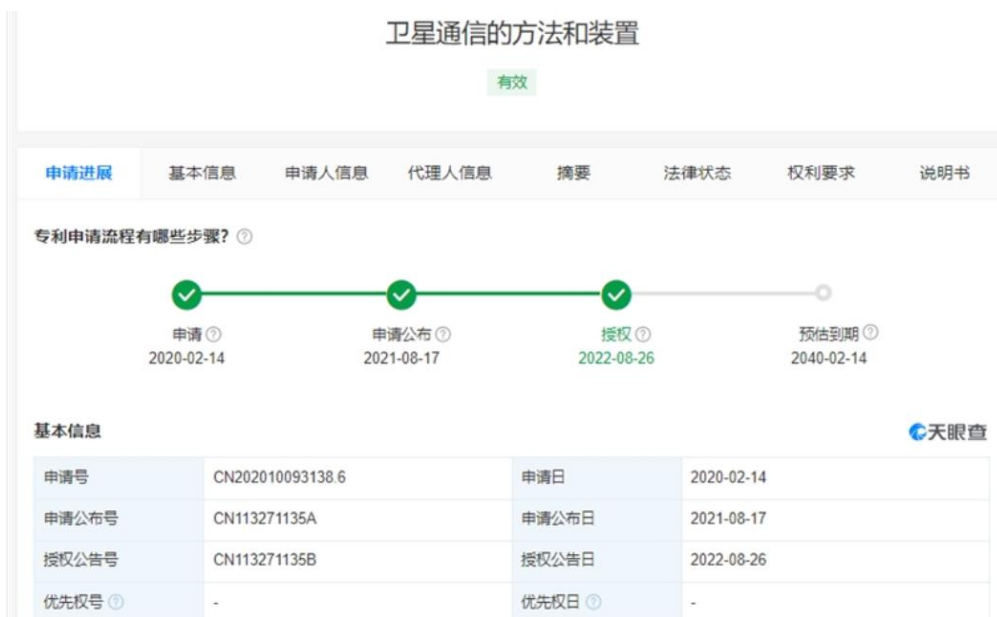 卫星通信的方法和装置
有效
申请进展 基本信息 申请人信息 代理人信息 摘要 法律状态 权利要求 说明书
专利申请流程有哪些步骤? ?
申请 ? 申请公布 ? 授权 ? 预估到期 ?
2020-02-14 2021-08-17 2022-08-26 2040-02-14
基本信息 天眼查
申请号 CN202010093138.6 申请日 2020-02-14
申请公布号 CN113271135A 申请公布日 2021-08-17
授权公告号 CN113271135B 授权公告日 2022-08-26
优先权号 ? - 优先权日 ? -